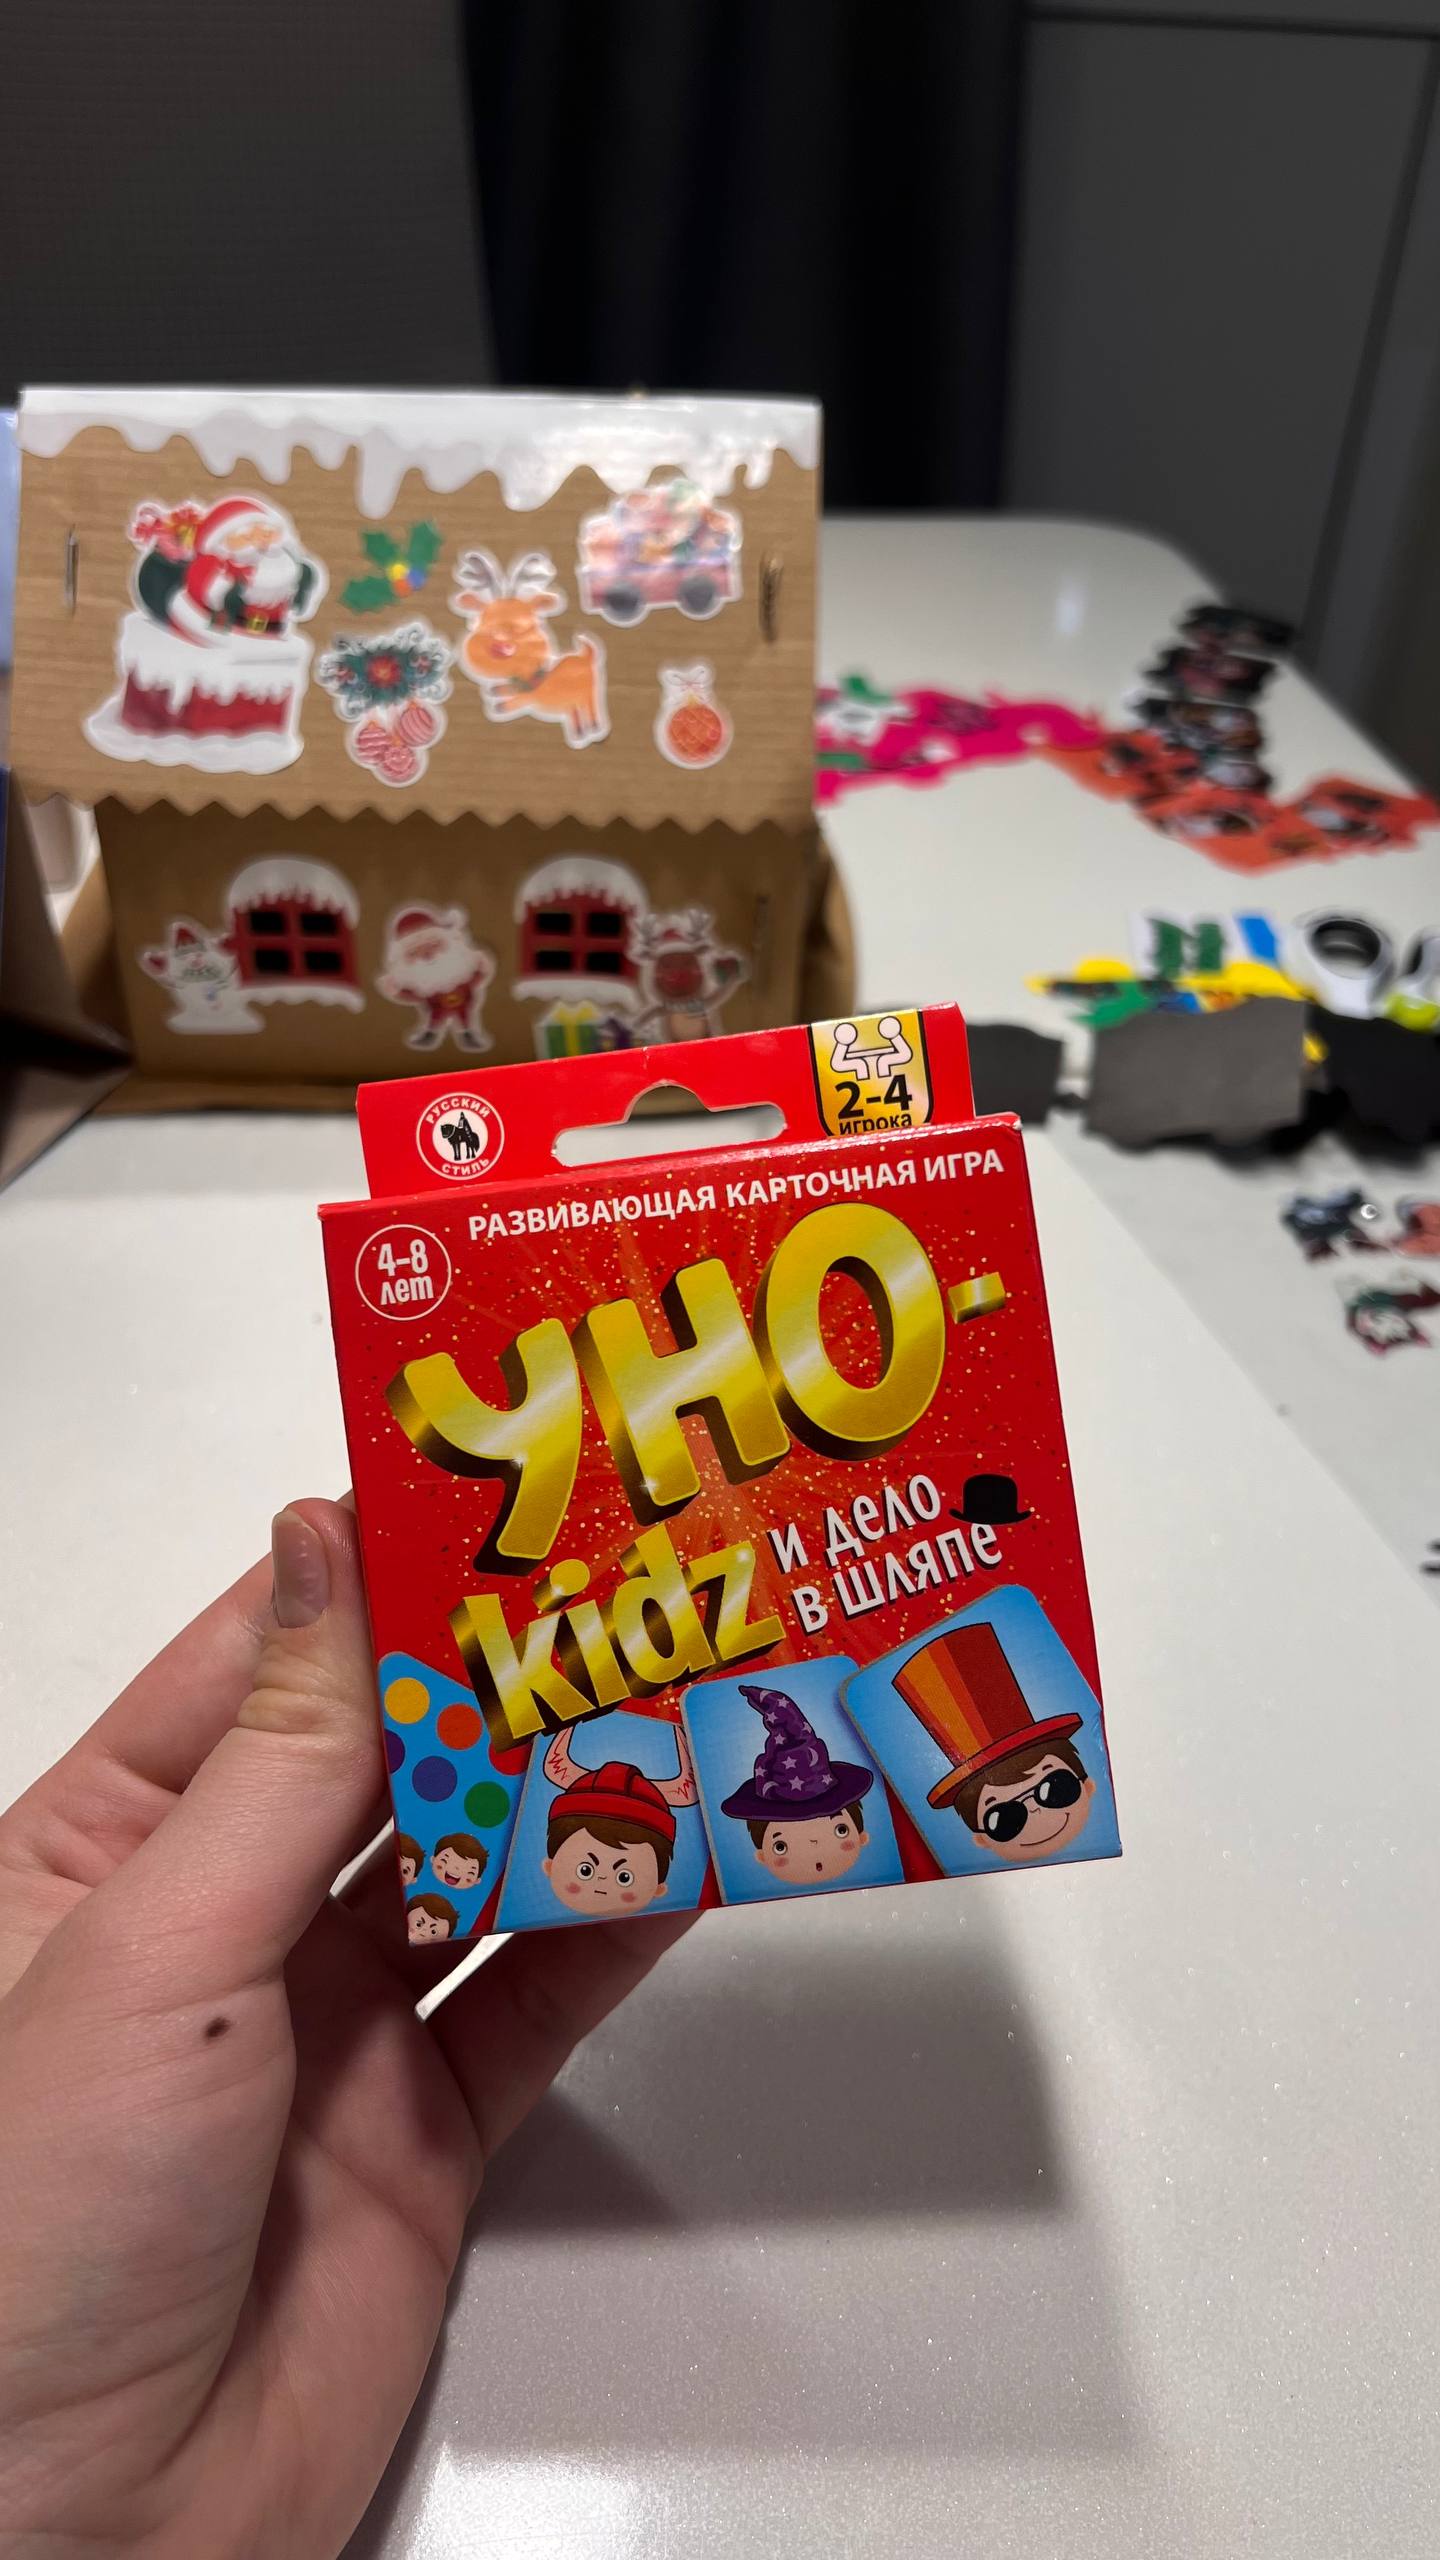 РУССКИЙ
СТИЛЬ
2-4
игрока
РАЗВИВАЮЩАЯ КАРТОЧНАЯ ИГРА
4-8
лет
УНО-
kidz
и дело
в шляпе